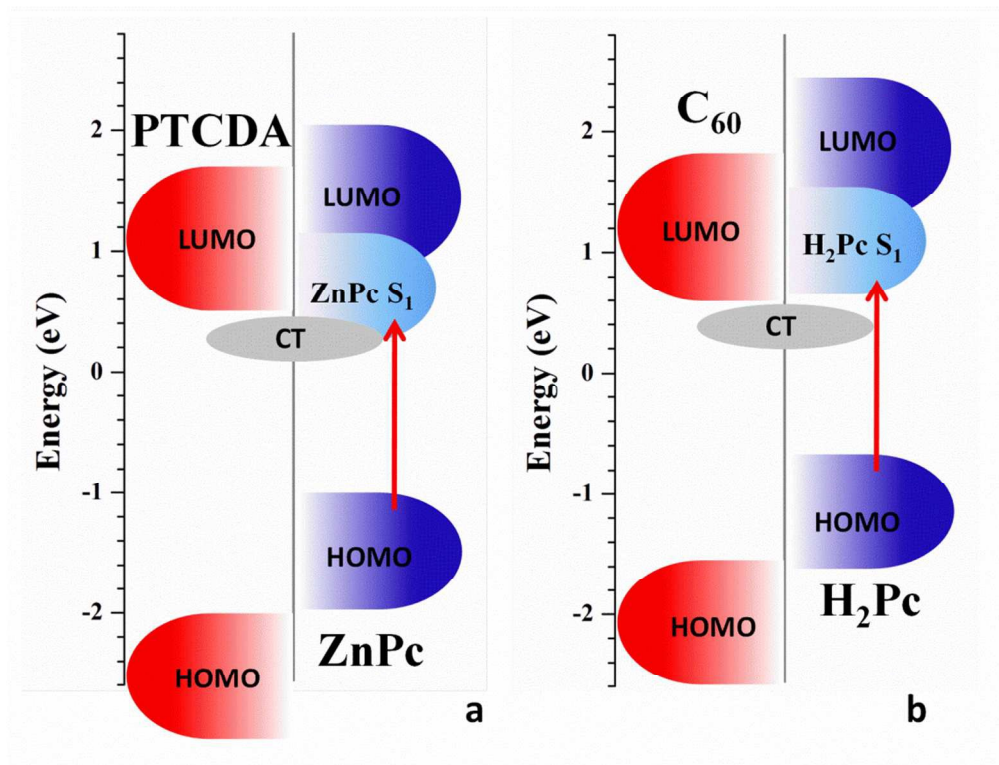 PTCDA
LUMO
LUMO
ZnPc S₁
CT
HOMO
HOMO
ZnPc
Energy (eV)
2
1
0
-1
-2
a
C₆₀
LUMO
LUMO
H₂Pc S₁
CT
HOMO
HOMO
H₂Pc
Energy (eV)
2
1
0
-1
-2
b